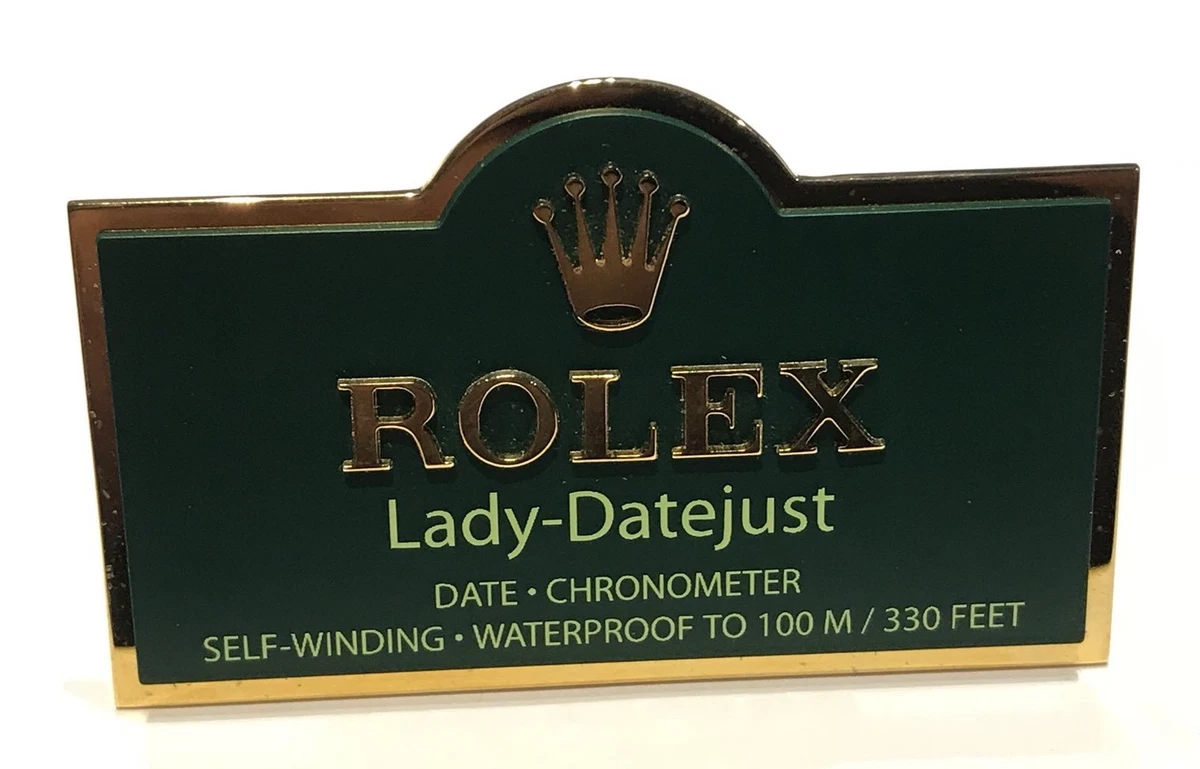 ROLEX
Lady-Datejust
DATE • CHRONOMETER
SELF-WINDING • WATERPROOF TO 100 M / 330 FEET